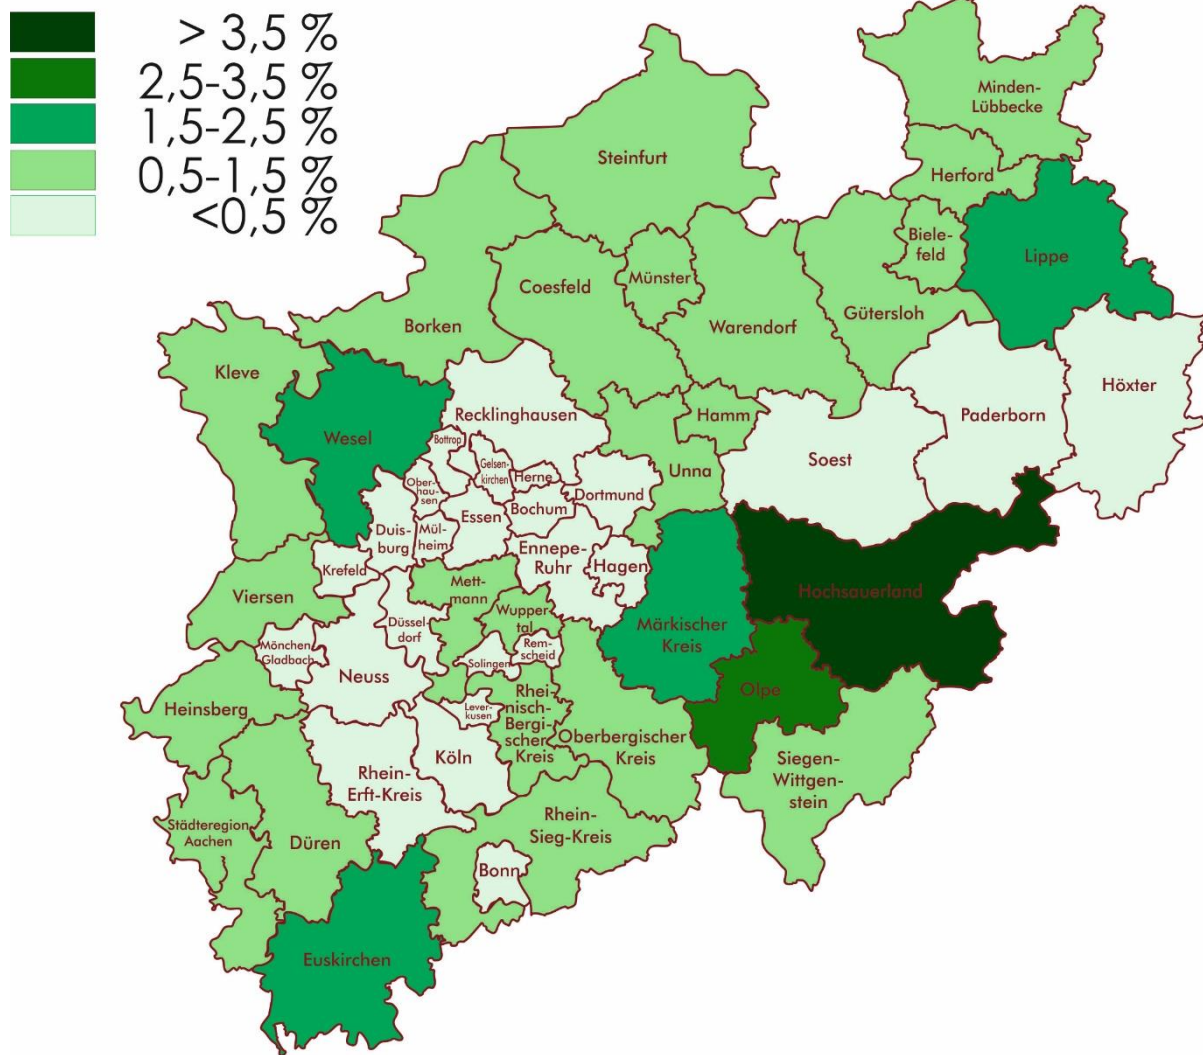 > 3,5 %
2,5-3,5 %
1,5-2,5 %
0,5-1,5 %
<0,5 %
Minden-
Lübbecke
Steinfurt
Herford
Biele-
feld
Lippe
Münster
Coesfeld
Gütersloh
Warendorf
Borken
Kleve
Höxter
Recklinghausen
Hamm
Paderborn
Wesel
Bottrop
Soest
Gelsen-
kirchen
Unna
Herne
Ober-
hau-
sen
Dortmund
Bochum
Essen
Duis-
burg
Mül-
heim
Ennepe-
Ruhr
Hagen
Krefeld
Mett-
mann
Hochsauerland
Viersen
Wupper-
tal
Düssel-
dorf
Märkischer
Kreis
Mönchen
Gladbach
Rem-
scheid
Solingen
Neuss
Olpe
Heinsberg
Lever-
kusen
Rhei-
nisch-
Bergi-
scher
Kreis
Oberbergischer
Kreis
Köln
Siegen-
Wittgen-
stein
Rhein-
Erft-Kreis
Rhein-
Sieg-Kreis
Städteregion
Aachen
Düren
Bonn
Euskirchen